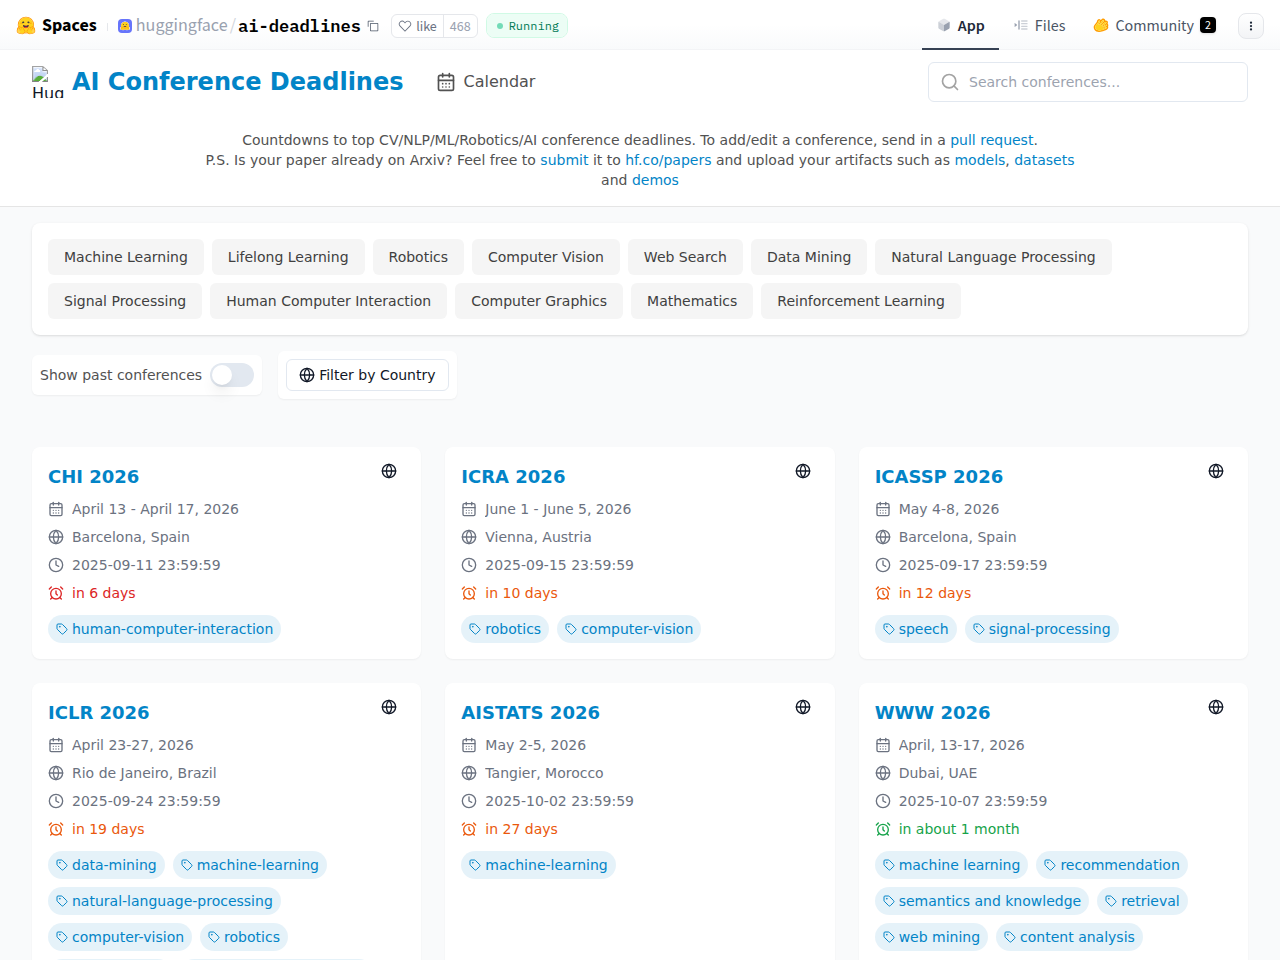 Spaces
huggingface/ai-deadlines
like 468
Running
App
Files
Community 2
Hug
AI Conference Deadlines
Calendar
Search conferences...
Countdowns to top CV/NLP/ML/Robotics/AI conference deadlines. To add/edit a conference, send in a pull request.
P.S. Is your paper already on Arxiv? Feel free to submit it to hf.co/papers and upload your artifacts such as models, datasets
and demos
Machine Learning
Lifelong Learning
Robotics
Computer Vision
Web Search
Data Mining
Natural Language Processing
Signal Processing
Human Computer Interaction
Computer Graphics
Mathematics
Reinforcement Learning
Show past conferences
Filter by Country
CHI 2026
April 13 - April 17, 2026
Barcelona, Spain
2025-09-11 23:59:59
in 6 days
human-computer-interaction
ICRA 2026
June 1 - June 5, 2026
Vienna, Austria
2025-09-15 23:59:59
in 10 days
robotics
computer-vision
ICASSP 2026
May 4-8, 2026
Barcelona, Spain
2025-09-17 23:59:59
in 12 days
speech
signal-processing
ICLR 2026
April 23-27, 2026
Rio de Janeiro, Brazil
2025-09-24 23:59:59
in 19 days
data-mining
machine-learning
natural-language-processing
computer-vision
robotics
AISTATS 2026
May 2-5, 2026
Tangier, Morocco
2025-10-02 23:59:59
in 27 days
machine-learning
WWW 2026
April, 13-17, 2026
Dubai, UAE
2025-10-07 23:59:59
in about 1 month
machine learning
recommendation
semantics and knowledge
retrieval
web mining
content analysis